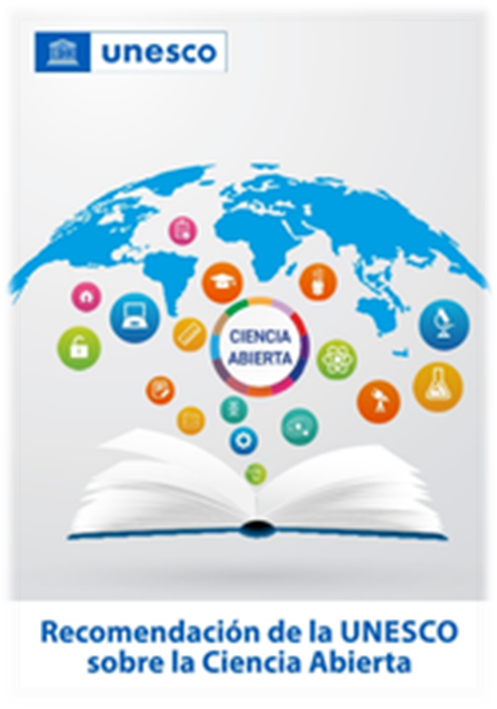 unesco
CIENCIA
ABIERTA
Recomendación de la UNESCO
sobre la Ciencia Abierta